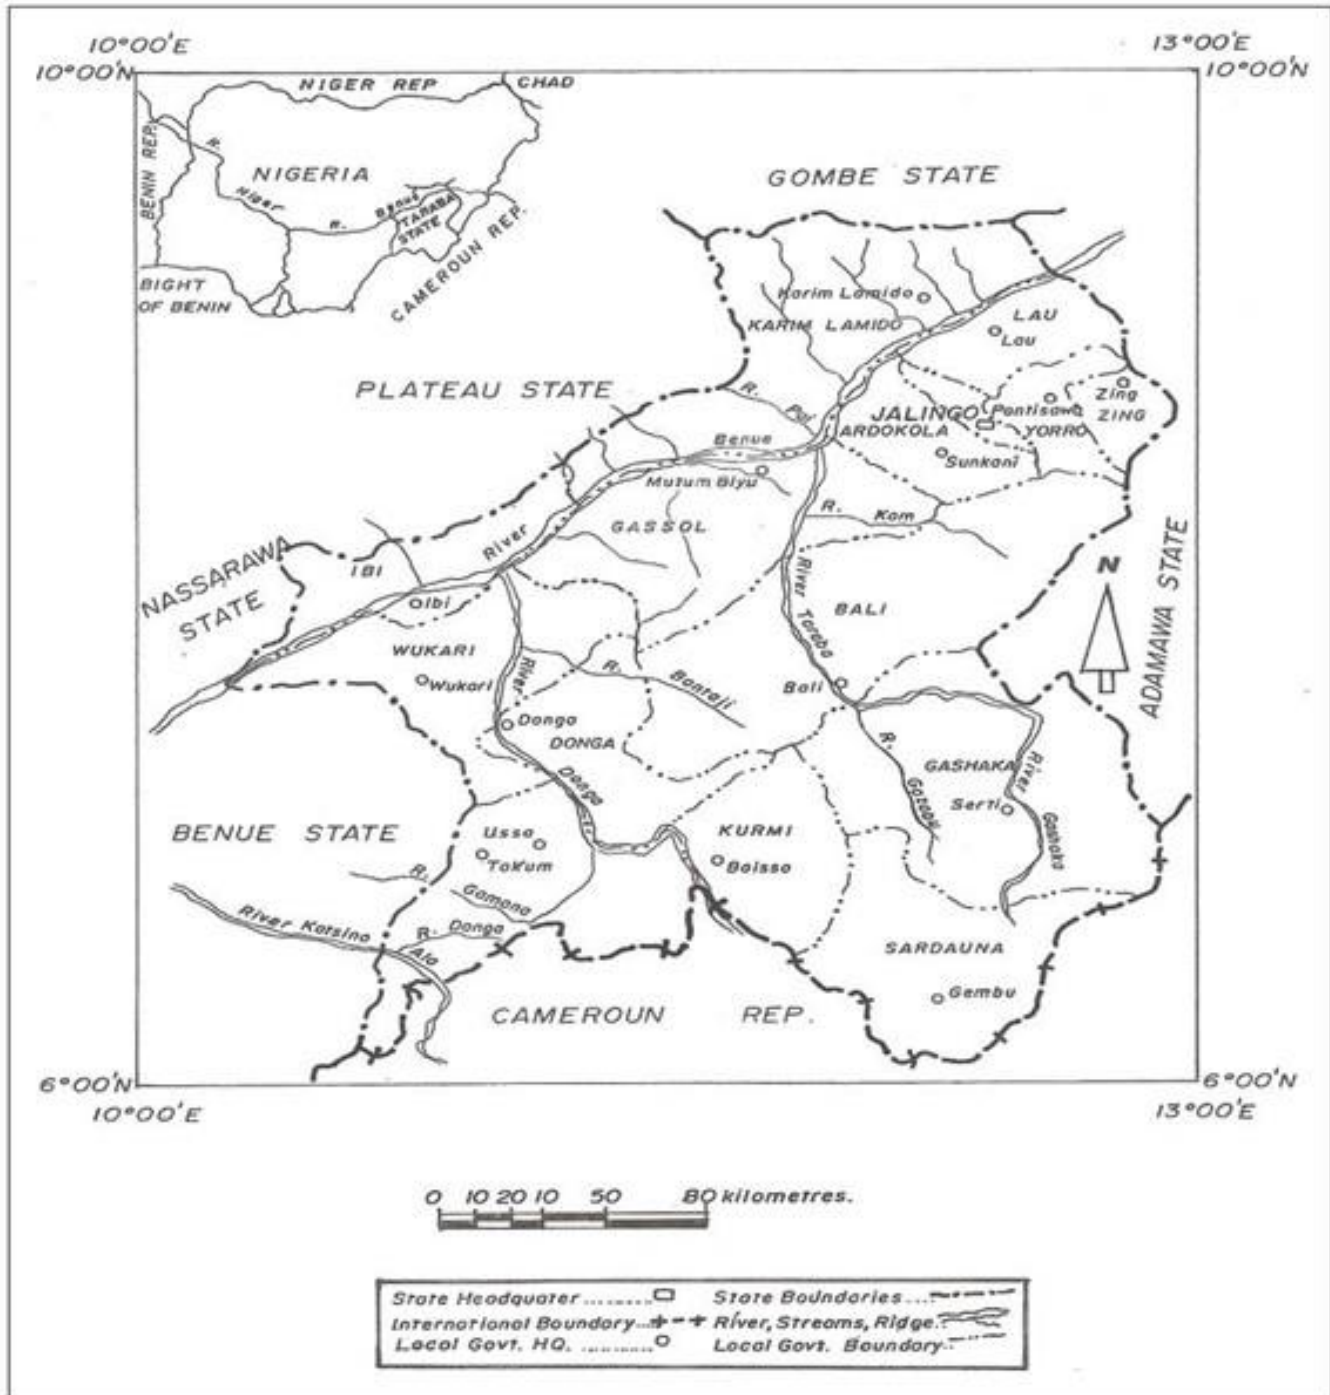 10°00'E
13°00'E
10°00'N
10°00'N
NIGER REP
CHAD
BENIN REP.
R.
Niger
NIGERIA
R.
Benue
TARABA
STATE
CAMEROUN REP.
BIGHT
OF BENIN
GOMBE STATE
Karim Lamido
KARIM LAMIDO
LAU
Lau
PLATEAU STATE
R.
Pai
JALINGO
Pantisawa
Zing
ZING
ARDOKOLA
YORRO
Sunkani
Benue
Mutum Biyu
R.
Kam
GASSOL
River
NASSARAWA
STATE
IBI
Ibi
River Taraba
BALI
N
ADAMAWA STATE
WUKARI
Wukari
River
R.
Bantaji
Bali
Donga
DONGA
Donga
R.
Gazabu
GASHAKA
River
Serti
Gashaka
BENUE STATE
Ussa
Takum
KURMI
Baissa
R.
Gamana
River Katsina
R. Donga
Ala
SARDAUNA
Gembu
CAMEROUN REP.
6°00'N
6°00'N
10°00'E
13°00'E
0 10 20 10 50 80 kilometres.
State Headquater
State Boundaries
International Boundary
River, Streams, Ridge
Local Govt. HQ.
Local Govt. Boundary